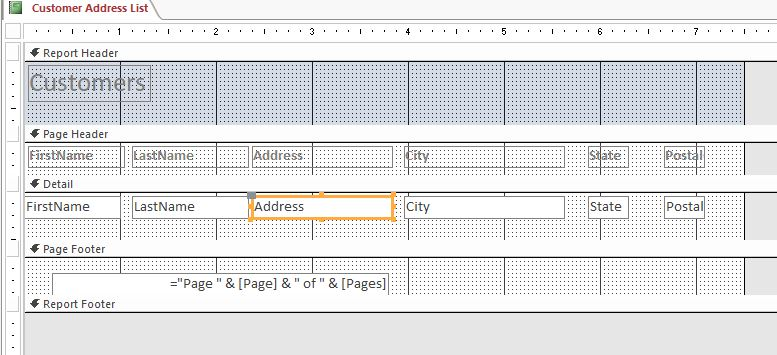 Customer Address List
1 2 3 4 5 6 7
Report Header
Customers
Page Header
FirstName LastName Address City State Postal
Detail
FirstName LastName Address City State Postal
Page Footer
="Page " & [Page] & " of " & [Pages]
Report Footer